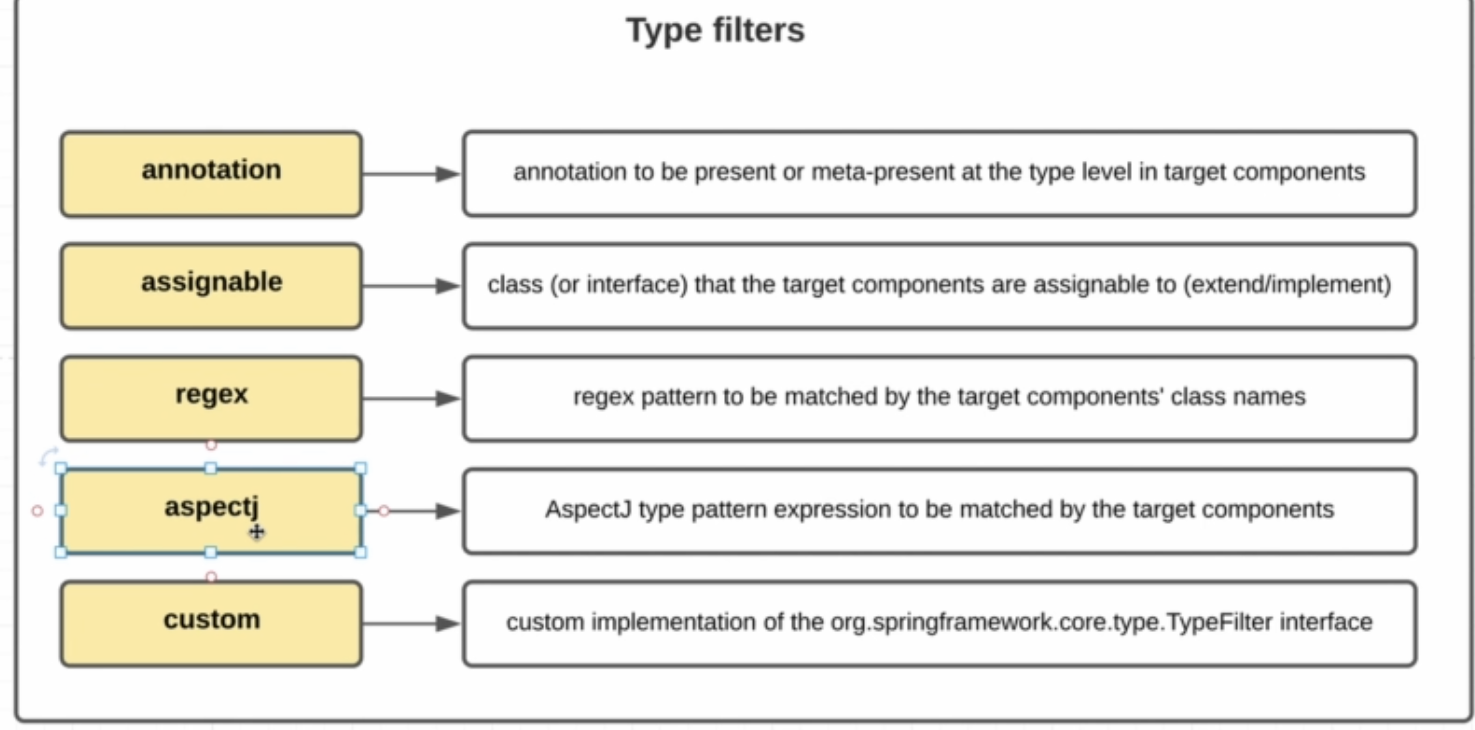 Type filters
annotation
annotation to be present or meta-present at the type level in target components
assignable
class (or interface) that the target components are assignable to (extend/implement)
regex
regex pattern to be matched by the target components' class names
aspectj
AspectJ type pattern expression to be matched by the target components
custom
custom implementation of the org.springframework.core.type.TypeFilter interface